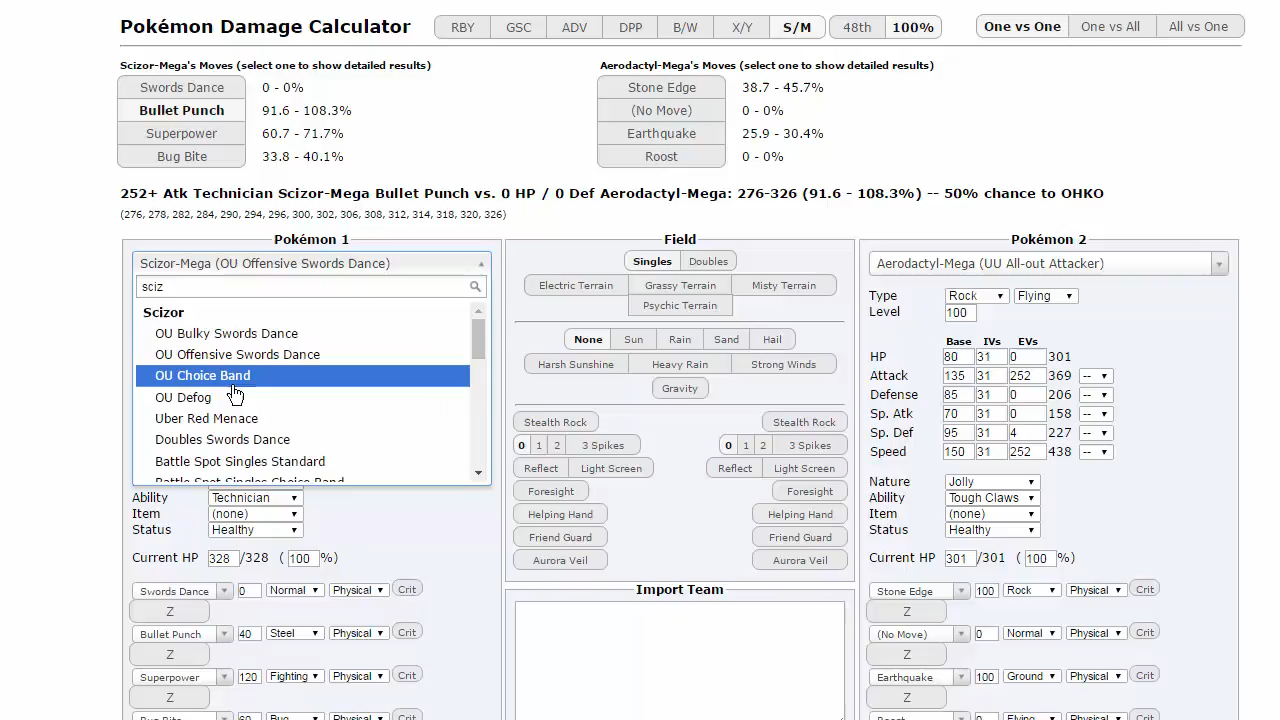 Pokémon Damage Calculator RBY GSC ADV DPP B/W X/Y S/M 48th 100% One vs One One vs All All vs One
Scizor-Mega's Moves (select one to show detailed results)
Swords Dance 0 - 0%
Bullet Punch 91.6 - 108.3%
Superpower 60.7 - 71.7%
Bug Bite 33.8 - 40.1%
Aerodactyl-Mega's Moves (select one to show detailed results)
Stone Edge 38.7 - 45.7%
(No Move) 0 - 0%
Earthquake 25.9 - 30.4%
Roost 0 - 0%
252+ Atk Technician Scizor-Mega Bullet Punch vs. 0 HP / 0 Def Aerodactyl-Mega: 276-326 (91.6 - 108.3%) -- 50% chance to OHKO
(276, 278, 282, 284, 290, 294, 296, 300, 302, 306, 308, 312, 314, 318, 320, 326)
Pokémon 1
Scizor-Mega (OU Offensive Swords Dance)
sciz
Scizor
OU Bulky Swords Dance
OU Offensive Swords Dance
OU Choice Band
OU Defog
Uber Red Menace
Doubles Swords Dance
Battle Spot Singles Standard
Battle Spot Singles Choice Band
Ability Technician
Item (none)
Status Healthy
Current HP 328 /328 ( 100 %)
Swords Dance 0 Normal Physical Crit
Z
Bullet Punch 40 Steel Physical Crit
Z
Superpower 120 Fighting Physical Crit
Z
Bug Bite 60 Bug Physical Crit
Field
Singles Doubles
Electric Terrain Grassy Terrain Misty Terrain
Psychic Terrain
None Sun Rain Sand Hail
Harsh Sunshine Heavy Rain Strong Winds
Gravity
Stealth Rock Stealth Rock
0 1 2 3 Spikes 0 1 2 3 Spikes
Reflect Light Screen Reflect Light Screen
Foresight Foresight
Helping Hand Helping Hand
Friend Guard Friend Guard
Aurora Veil Aurora Veil
Import Team
Pokémon 2
Aerodactyl-Mega (UU All-out Attacker)
Type Rock Flying
Level 100
Base IVs EVs
HP 80 31 0 301
Attack 135 31 252 369 --
Defense 85 31 0 206 --
Sp. Atk 70 31 0 158 --
Sp. Def 95 31 4 227 --
Speed 150 31 252 438 --
Nature Jolly
Ability Tough Claws
Item (none)
Status Healthy
Current HP 301 /301 ( 100 %)
Stone Edge 100 Rock Physical Crit
Z
(No Move) 0 Normal Physical Crit
Z
Earthquake 100 Ground Physical Crit
Z
Roost 0 Flying Physical Crit